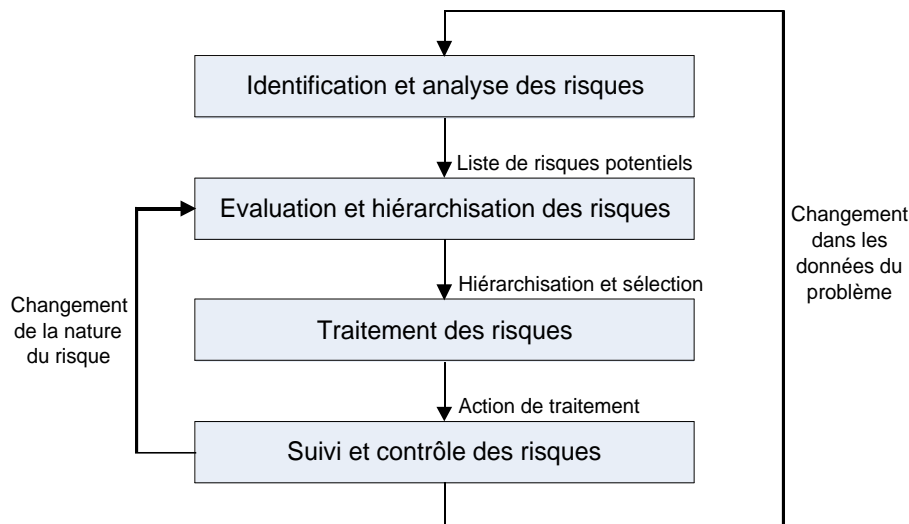 Identification et analyse des risques
Liste de risques potentiels
Evaluation et hiérarchisation des risques
Changement
dans les
données du
problème
Hiérarchisation et sélection
Changement
de la nature
du risque
Traitement des risques
Action de traitement
Suivi et contrôle des risques